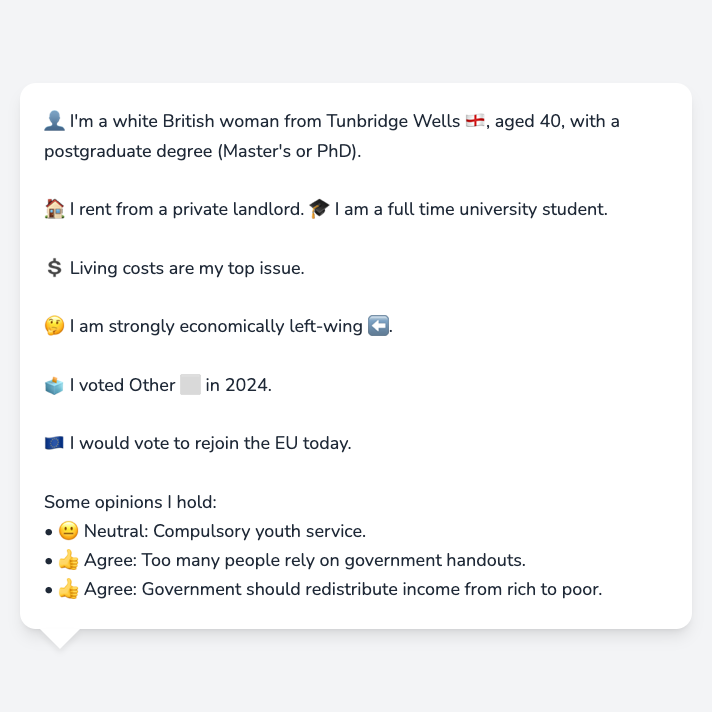 👤 I'm a white British woman from Tunbridge Wells 🏴󠁧󠁢󠁥󠁮󠁧󠁿, aged 40, with a
postgraduate degree (Master's or PhD).
🏠 I rent from a private landlord. 🎓 I am a full time university student.
💲 Living costs are my top issue.
🤔 I am strongly economically left-wing ⬅️.
🗳️ I voted Other ⬜ in 2024.
🇪🇺 I would vote to rejoin the EU today.
Some opinions I hold:
• 😐 Neutral: Compulsory youth service.
• 👍 Agree: Too many people rely on government handouts.
• 👍 Agree: Government should redistribute income from rich to poor.